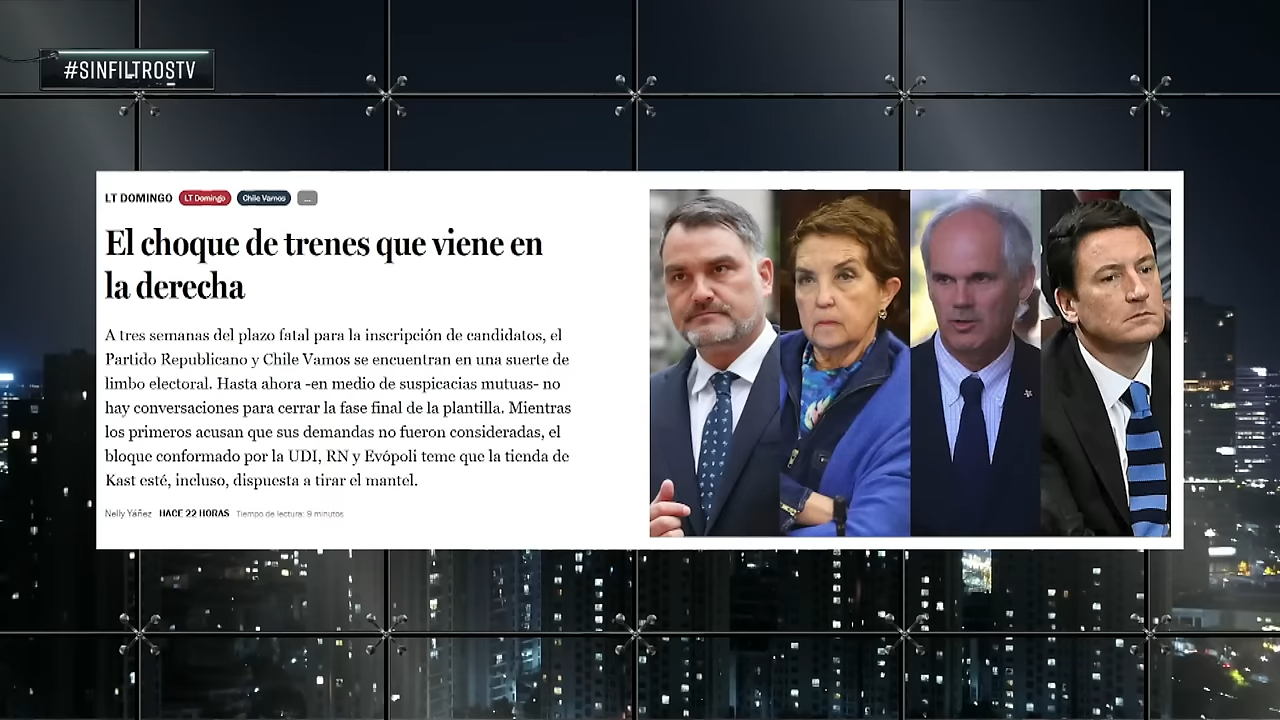 #SINFILTROSTV
LT DOMINGO LT Domingo Chile Vamos ...
El choque de trenes que viene en
la derecha
A tres semanas del plazo fatal para la inscripción de candidatos, el
Partido Republicano y Chile Vamos se encuentran en una suerte de
limbo electoral. Hasta ahora -en medio de suspicacias mutuas- no
hay conversaciones para cerrar la fase final de la plantilla. Mientras
los primeros acusan que sus demandas no fueron consideradas, el
bloque conformado por la UDI, RN y Evópoli teme que la tienda de
Kast esté, incluso, dispuesta a tirar el mantel.
Nelly Yáñez HACE 22 HORAS Tiempo de lectura: 9 minutos